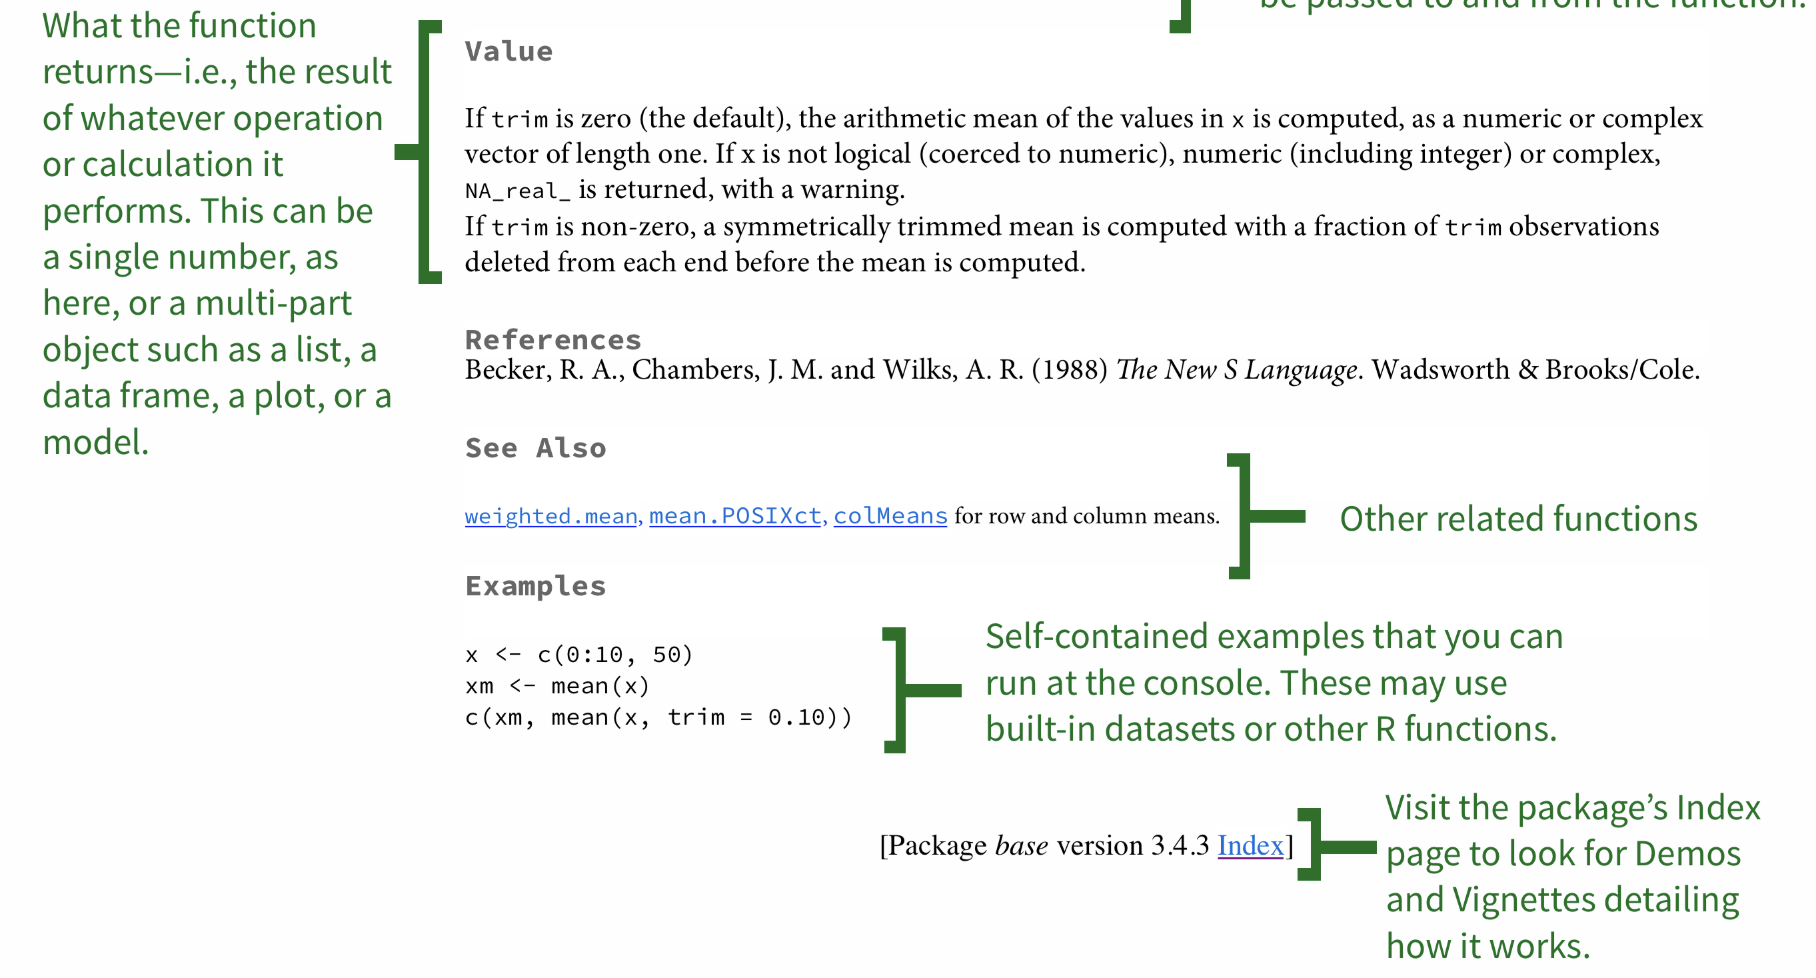 be passed to and from the function.
What the function
returns—i.e., the result
of whatever operation
or calculation it
performs. This can be
a single number, as
here, or a multi-part
object such as a list, a
data frame, a plot, or a
model.
Value
If trim is zero (the default), the arithmetic mean of the values in x is computed, as a numeric or complex
vector of length one. If x is not logical (coerced to numeric), numeric (including integer) or complex,
NA_real_ is returned, with a warning.
If trim is non-zero, a symmetrically trimmed mean is computed with a fraction of trim observations
deleted from each end before the mean is computed.
References
Becker, R. A., Chambers, J. M. and Wilks, A. R. (1988) The New S Language. Wadsworth & Brooks/Cole.
See Also
weighted.mean, mean.POSIXct, colMeans for row and column means.
Other related functions
Examples
x <- c(0:10, 50)
xm <- mean(x)
c(xm, mean(x, trim = 0.10))
Self-contained examples that you can
run at the console. These may use
built-in datasets or other R functions.
[Package base version 3.4.3 Index]
Visit the package’s Index
page to look for Demos
and Vignettes detailing
how it works.